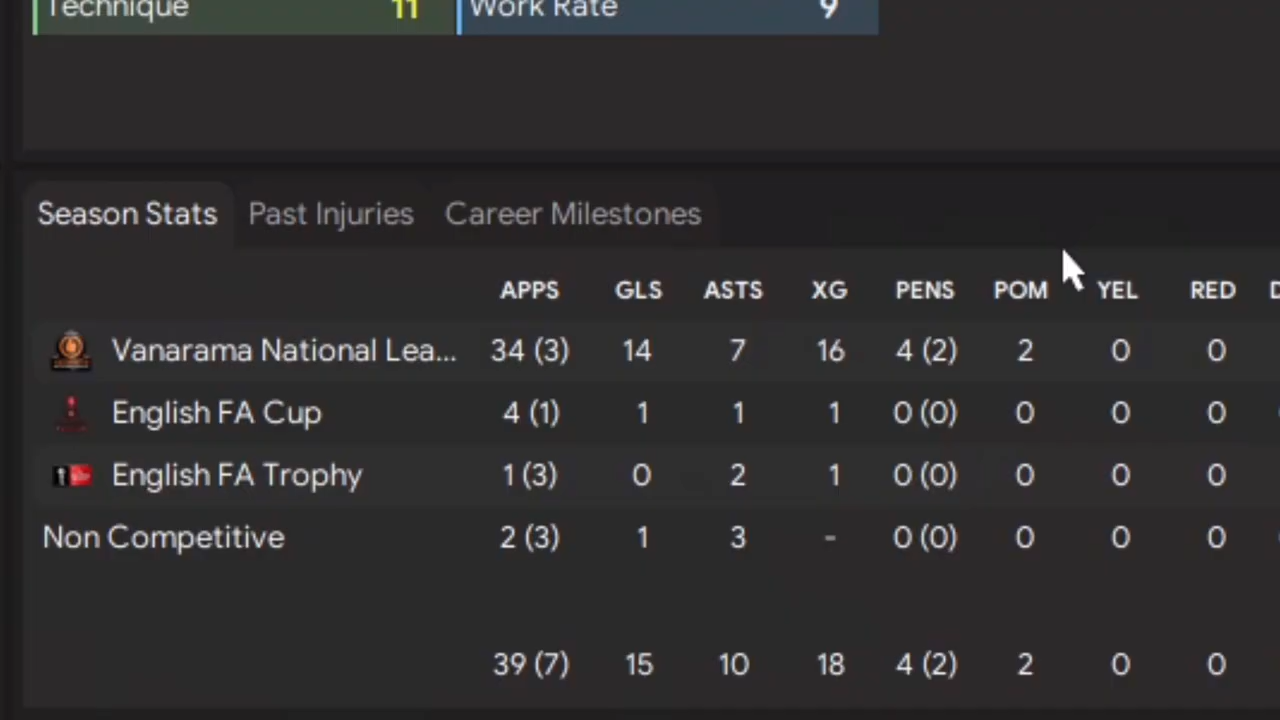 Technique 11 Work Rate 9
Season Stats Past Injuries Career Milestones
APPS GLS ASTS XG PENS POM YEL RED
Vanarama National Lea... 34 (3) 14 7 16 4 (2) 2 0 0
English FA Cup 4 (1) 1 1 1 0 (0) 0 0 0
English FA Trophy 1 (3) 0 2 1 0 (0) 0 0 0
Non Competitive 2 (3) 1 3 - 0 (0) 0 0 0
39 (7) 15 10 18 4 (2) 2 0 0